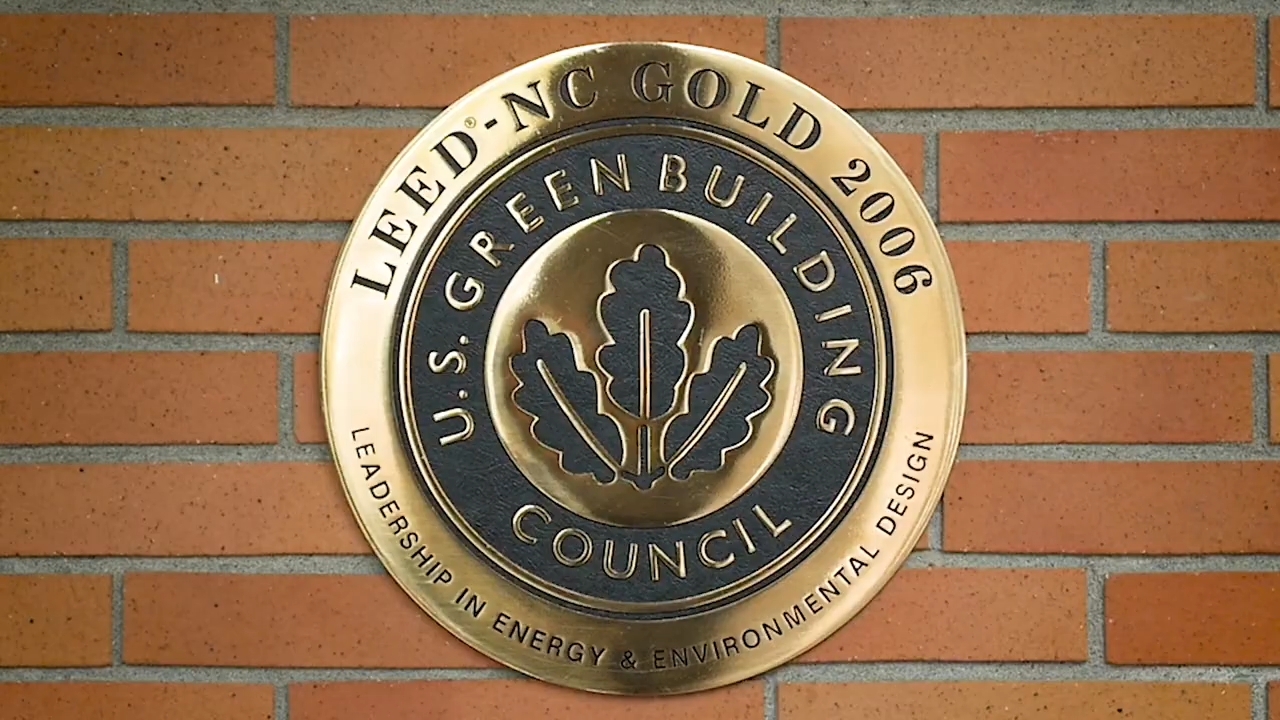 LEED®-NC GOLD 2006
U.S. GREEN BUILDING
COUNCIL
LEADERSHIP IN ENERGY & ENVIRONMENTAL DESIGN